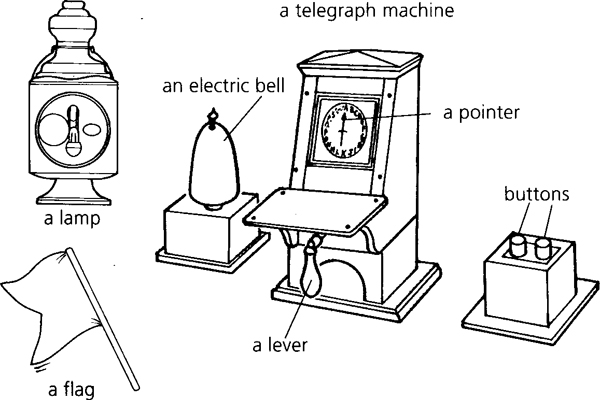 a telegraph machine
an electric bell
a pointer
a lamp
buttons
a lever
a flag